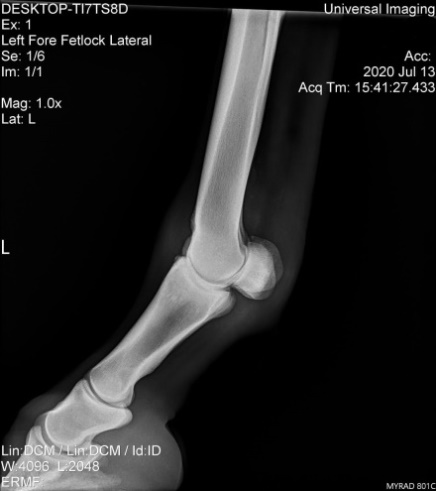 DESKTOP-TI7TS8D
Universal Imaging
Ex: 1
Left Fore Fetlock Lateral
Se: 1/6
Im: 1/1
Acc:
2020 Jul 13
Acq Tm: 15:41:27.433
Mag: 1.0x
Lat: L
L
Lin:DCM / Lin:DCM / Id:ID
W:4096 L:2048
ERMF
MYRAD 801C